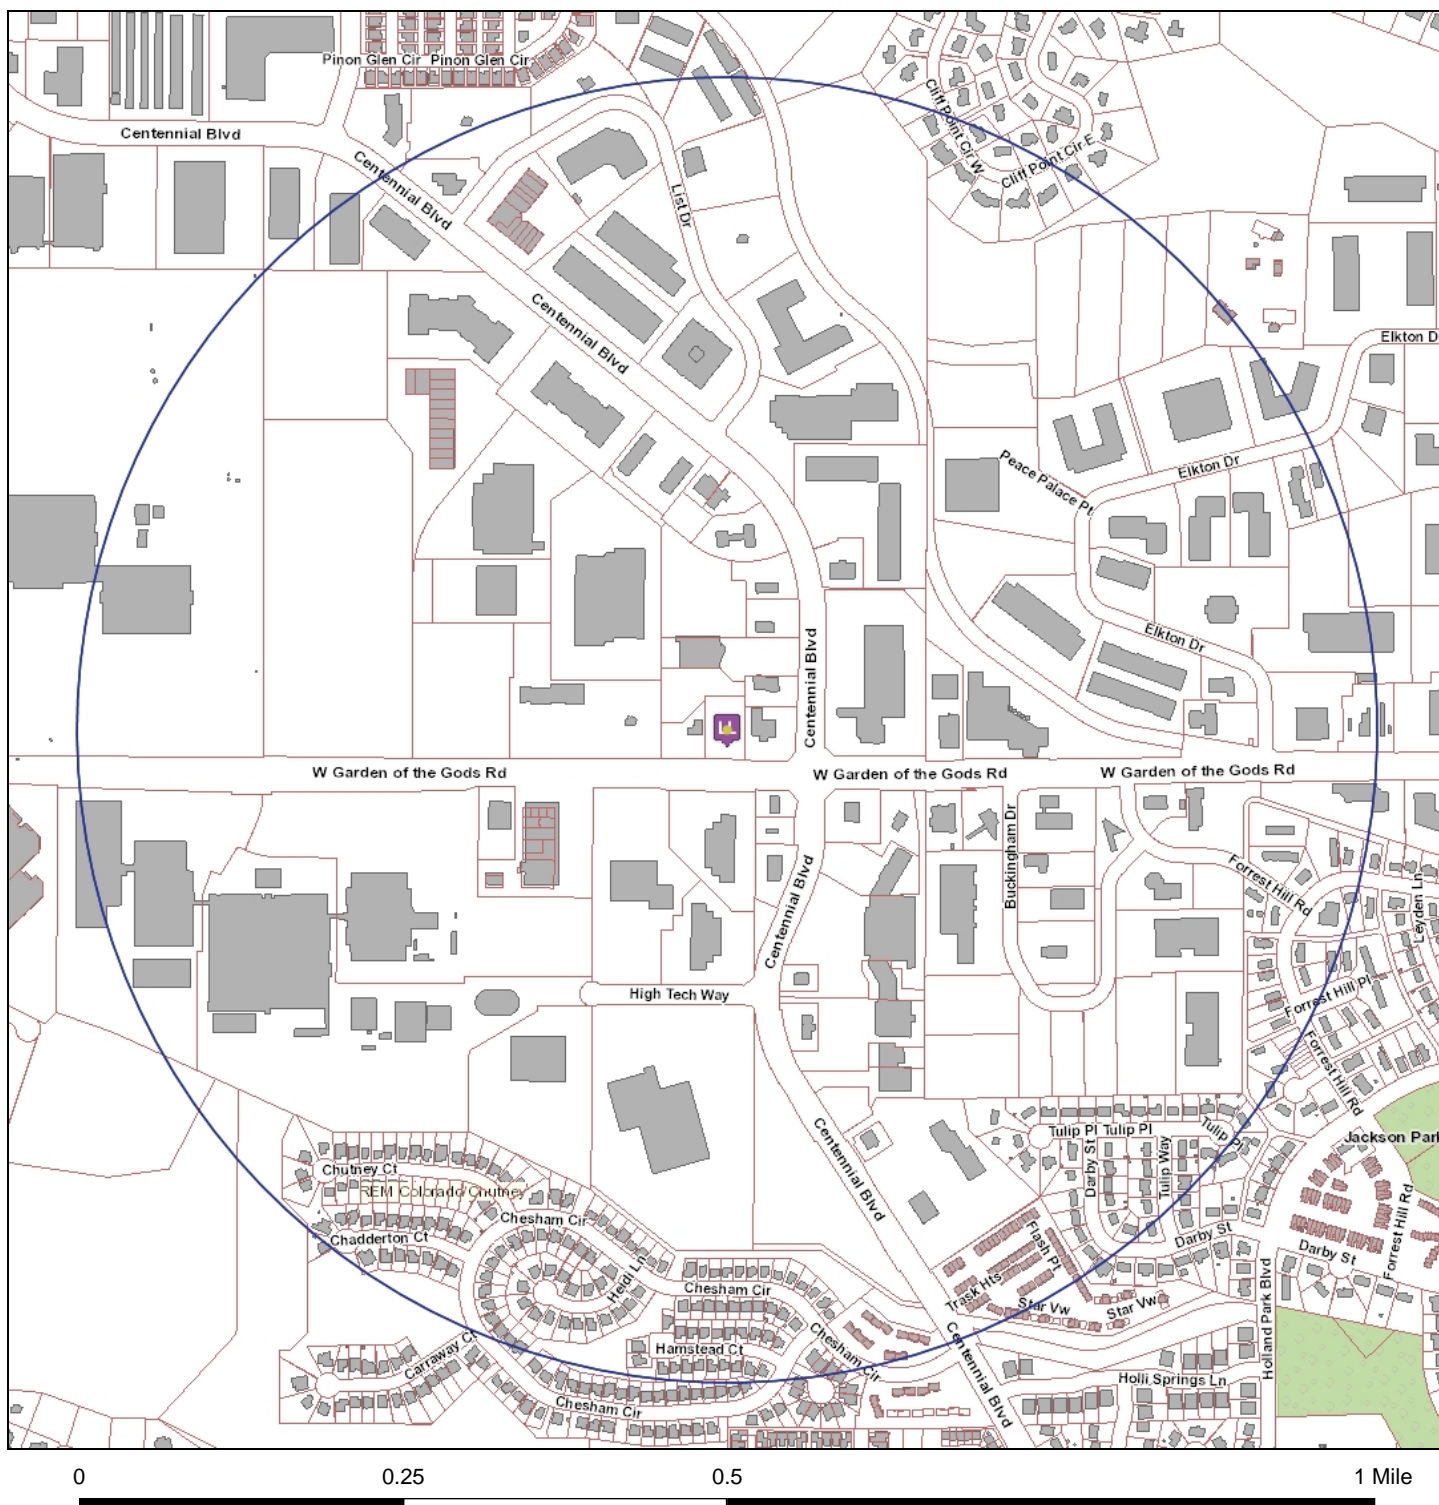 Pinon Glen Cir Pinon Glen Cir
Centennial Blvd
Centennial Blvd
Cliff Point Cir W
Cliff Point Cir E
List Dr
Centennial Blvd
Elkton D
Peace Palace Pt
Elkton Dr
Elkton Dr
Centennial Blvd
W Garden of the Gods Rd
W Garden of the Gods Rd
W Garden of the Gods Rd
Buckingham Dr
Forrest Hill Rd
Leyden Ln
Centennial Blvd
High Tech Way
Forrest Hill Pl
Forrest Hill Rd
Centennial Blvd
Tulip Pl Tulip Pl
Tulip Pl
Jackson Park
Darby St
Tulip Way
Chutney Ct
REM Colorado/Chutney
Chesham Cir
Chadderton Ct
Flash Pt
Darby St
Darby St
Forrest Hill Rd
Heidi Ln
Chesham Cir
Trask Hts
Star Vw
Star Vw
Holland Park Blvd
Carraway Ct
Hamstead Ct
Chesham Cir
Centennial Blvd
Holli Springs Ln
Chesham Cir
0
0.25
0.5
1 Mile